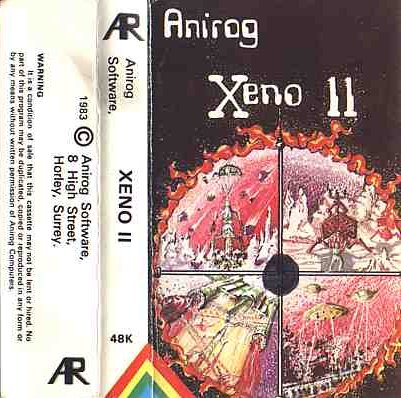 WARNING
It is a condition of sale that this cassette may not be lent or hired. No
part of this program may be duplicated, copied or reproduced in any form or
by any means without written permission of Anirog Computers
1983 © Anirog Software,
8 High Street,
Horley, Surrey.
AR
AR
Anirog
Software,
XENO II
48K
Anirog
Xeno 11